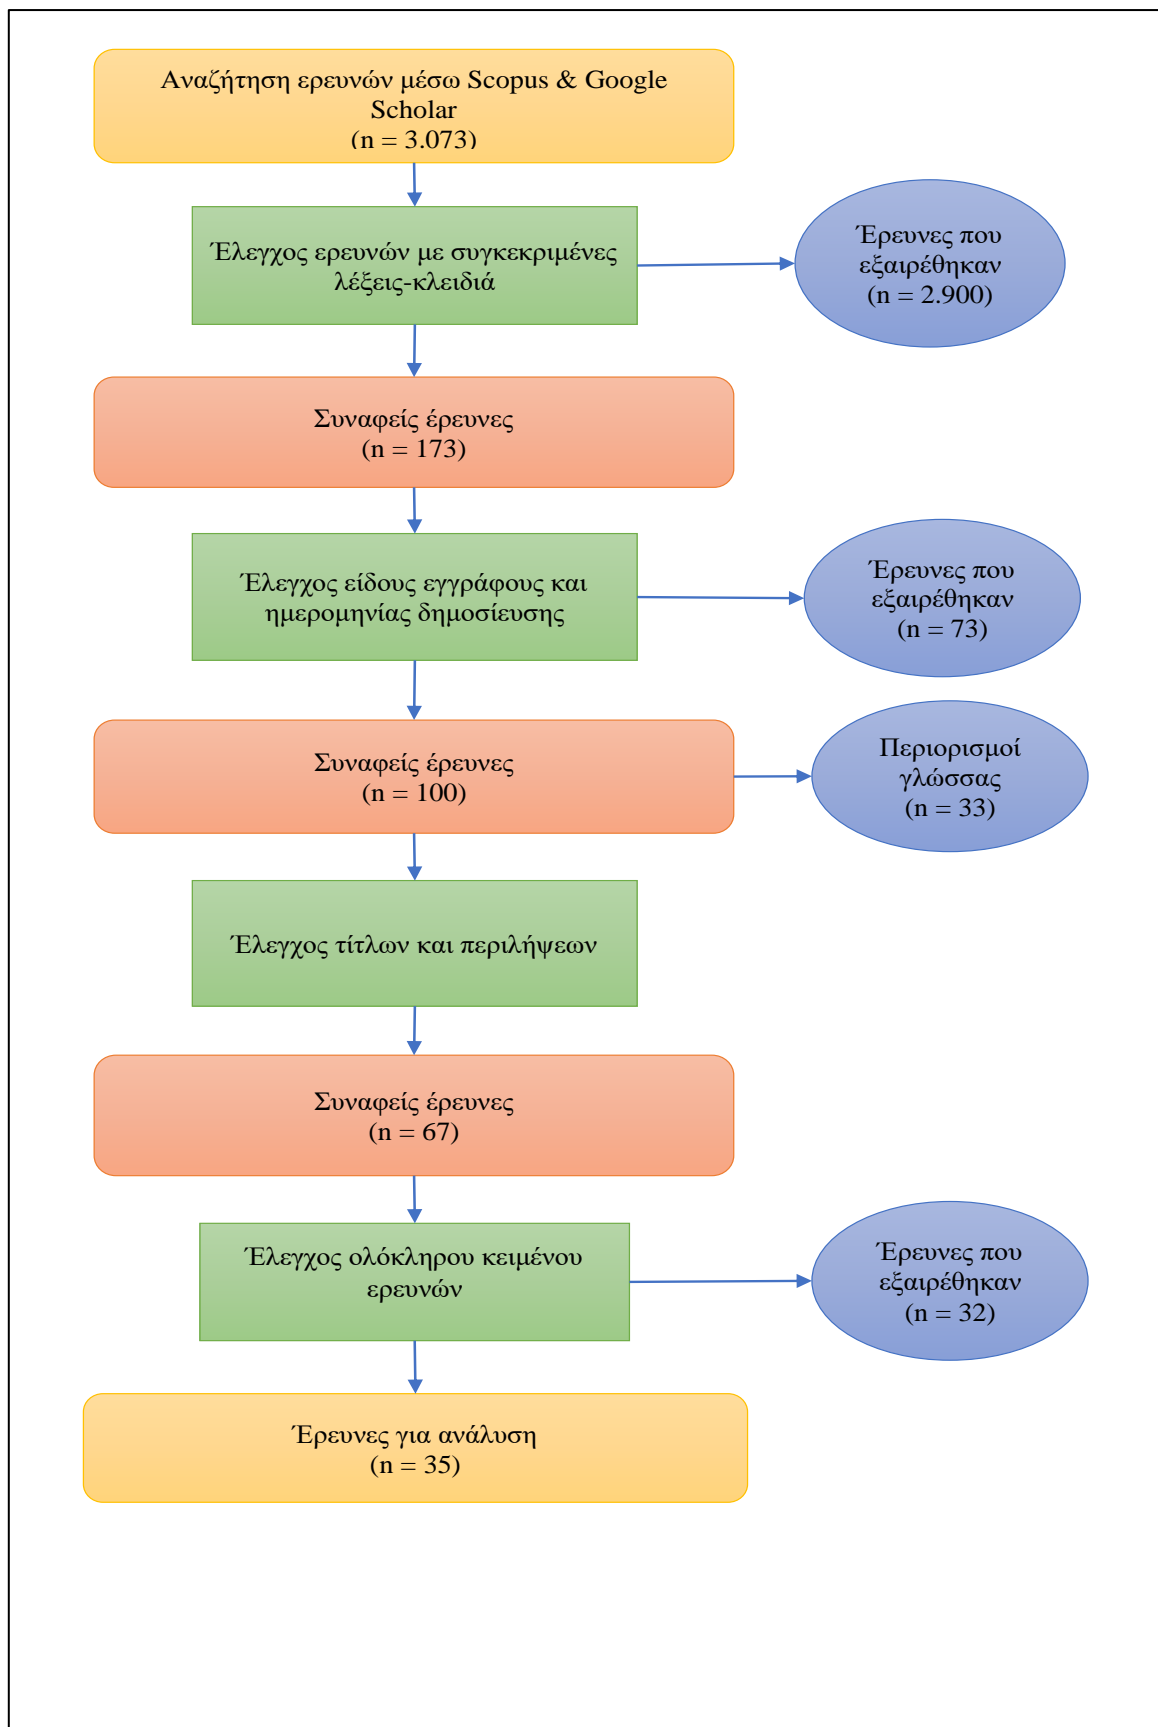 Αναζήτηση ερευνών μέσω Scopus & Google
Scholar
(n = 3.073)
Έλεγχος ερευνών με συγκεκριμένες
λέξεις-κλειδιά
Έρευνες που
εξαιρέθηκαν
(n = 2.900)
Συναφείς έρευνες
(n = 173)
Έλεγχος είδους εγγράφους και
ημερομηνίας δημοσίευσης
Έρευνες που
εξαιρέθηκαν
(n = 73)
Συναφείς έρευνες
(n = 100)
Περιορισμοί
γλώσσας
(n = 33)
Έλεγχος τίτλων και περιλήψεων
Συναφείς έρευνες
(n = 67)
Έλεγχος ολόκληρου κειμένου
ερευνών
Έρευνες που
εξαιρέθηκαν
(n = 32)
Έρευνες για ανάλυση
(n = 35)